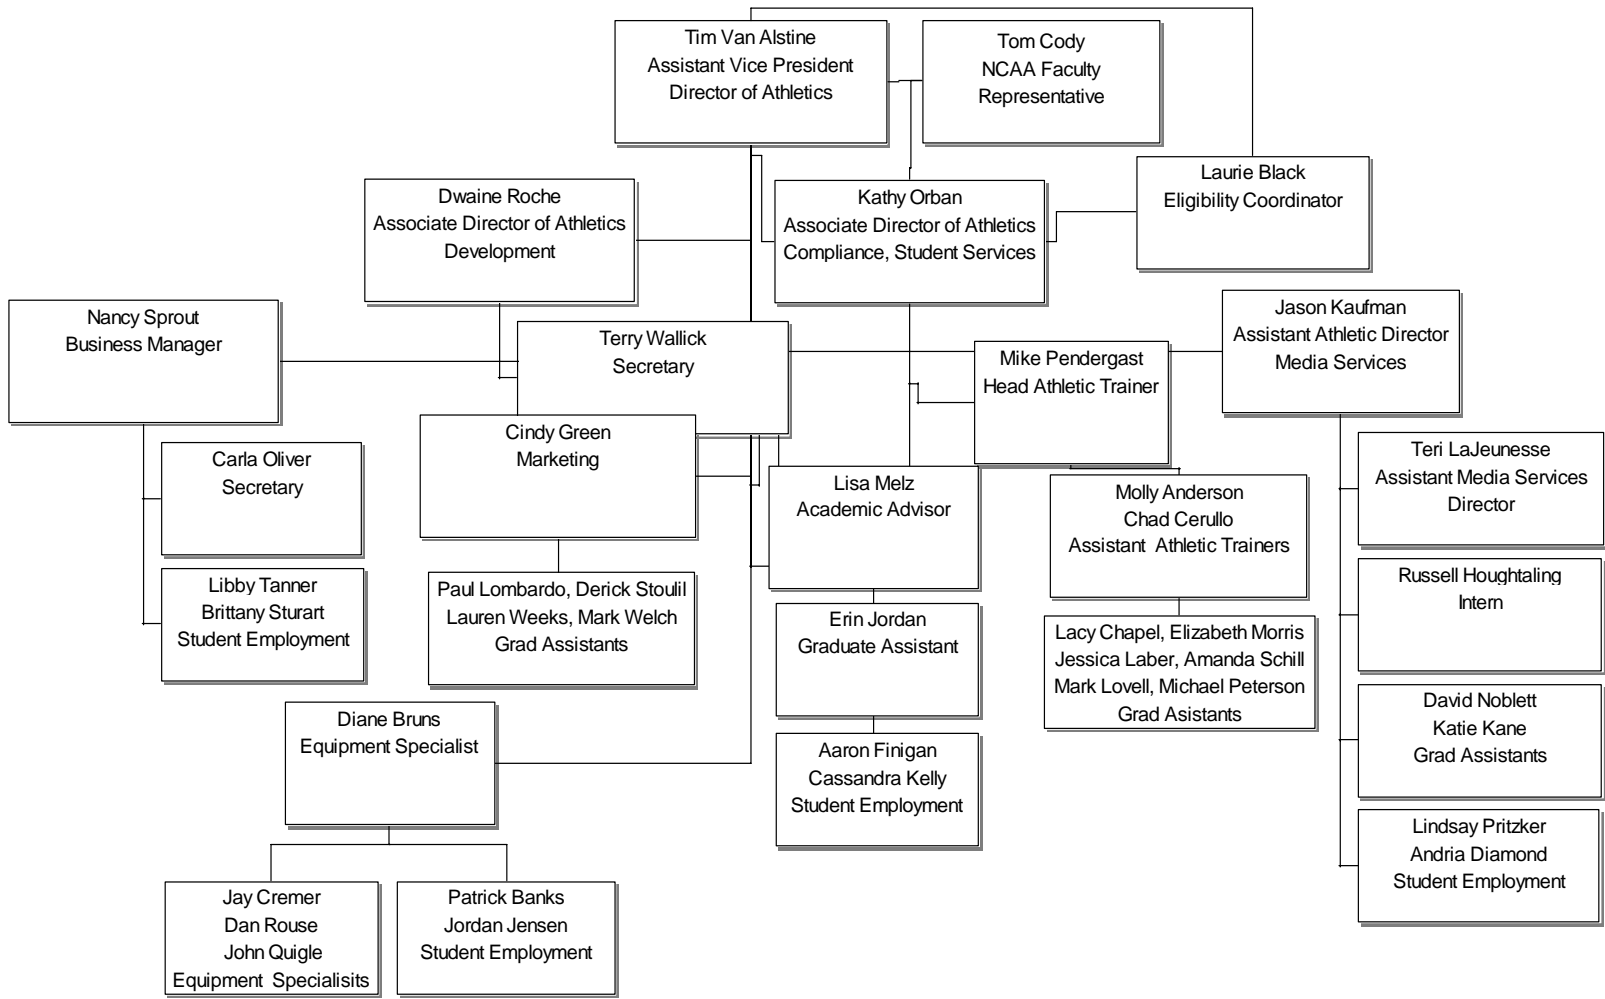 Tim Van Alstine
Assistant Vice President
Director of Athletics
Tom Cody
NCAA Faculty
Representative
Laurie Black
Eligibility Coordinator
Dwaine Roche
Associate Director of Athletics
Development
Kathy Orban
Associate Director of Athletics
Compliance, Student Services
Nancy Sprout
Business Manager
Terry Wallick
Secretary
Mike Pendergast
Head Athletic Trainer
Jason Kaufman
Assistant Athletic Director
Media Services
Carla Oliver
Secretary
Cindy Green
Marketing
Lisa Melz
Academic Advisor
Molly Anderson
Chad Cerullo
Assistant  Athletic Trainers
Teri LaJeunesse
Assistant Media Services
Director
Libby Tanner
Brittany Sturart
Student Employment
Paul Lombardo, Derick Stoulil
Lauren Weeks, Mark Welch
Grad Assistants
Erin Jordan
Graduate Assistant
Lacy Chapel, Elizabeth Morris
Jessica Laber, Amanda Schill
Mark Lovell, Michael Peterson
Grad Asistants
Russell Houghtaling
Intern
Diane Bruns
Equipment Specialist
Aaron Finigan
Cassandra Kelly
Student Employment
David Noblett
Katie Kane
Grad Assistants
Lindsay Pritzker
Andria Diamond
Student Employment
Jay Cremer
Dan Rouse
John Quigle
Equipment  Specialisits
Patrick Banks
Jordan Jensen
Student Employment